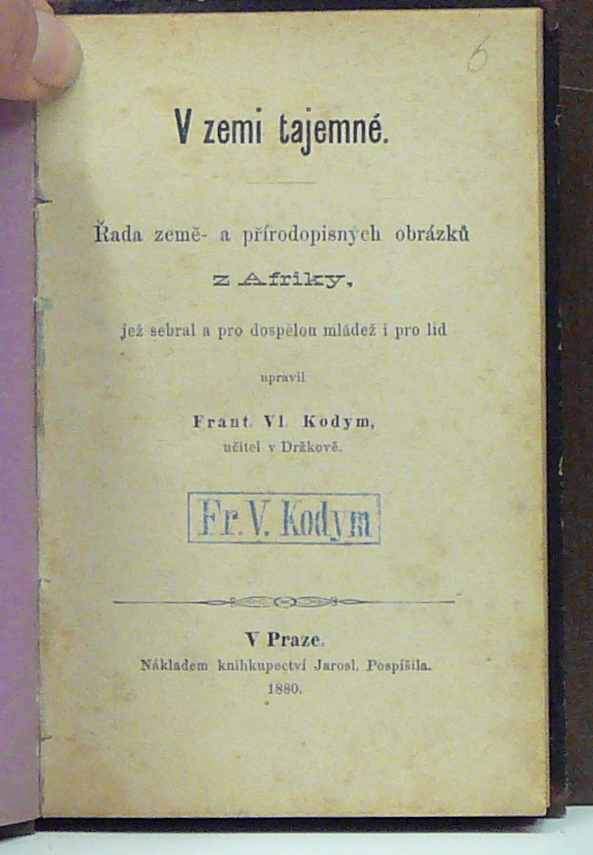 6
V zemi tajemné.
Řada země- a přírodopisných obrázků
z Afriky,
jež sebral a pro dospělou mládež i pro lid
upravil
Frant. Vl. Kodym,
učitel v Držkově.
Fr. V. Kodym
V Praze.
Nákladem knihkupectví Jarosl. Pospíšila.
1880.